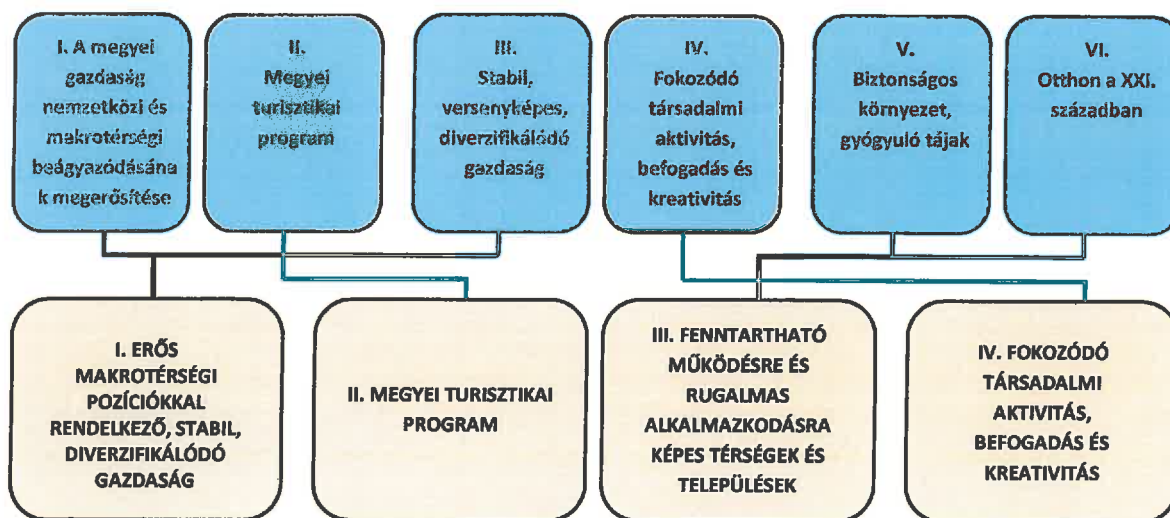 I. A megyei
gazdaság
nemzetközi és
makrotérségi
beágyazódásána
k megerősítése
II.
Megyei
turisztikai
program
III.
Stabil,
versenyképes,
diverzifikálódó
gazdaság
IV.
Fokozódó
társadalmi
aktivitás,
befogadás és
kreativitás
V.
Biztonságos
környezet,
gyógyuló tájak
VI.
Otthon a XXI.
században
I. ERŐS
MAKROTÉRSÉGI
POZÍCIÓKKAL
RENDELKEZŐ, STABIL,
DIVERZIFIKÁLÓDÓ
GAZDASÁG
II. MEGYEI TURISZTIKAI
PROGRAM
III. FENNTARTHATÓ
MŰKÖDÉSRE ÉS
RUGALMAS
ALKALMAZKODÁSRA
KÉPES TÉRSÉGEK ÉS
TELEPÜLÉSEK
IV. FOKOZÓDÓ
TÁRSADALMI
AKTIVITÁS,
BEFOGADÁS ÉS
KREATIVITÁS